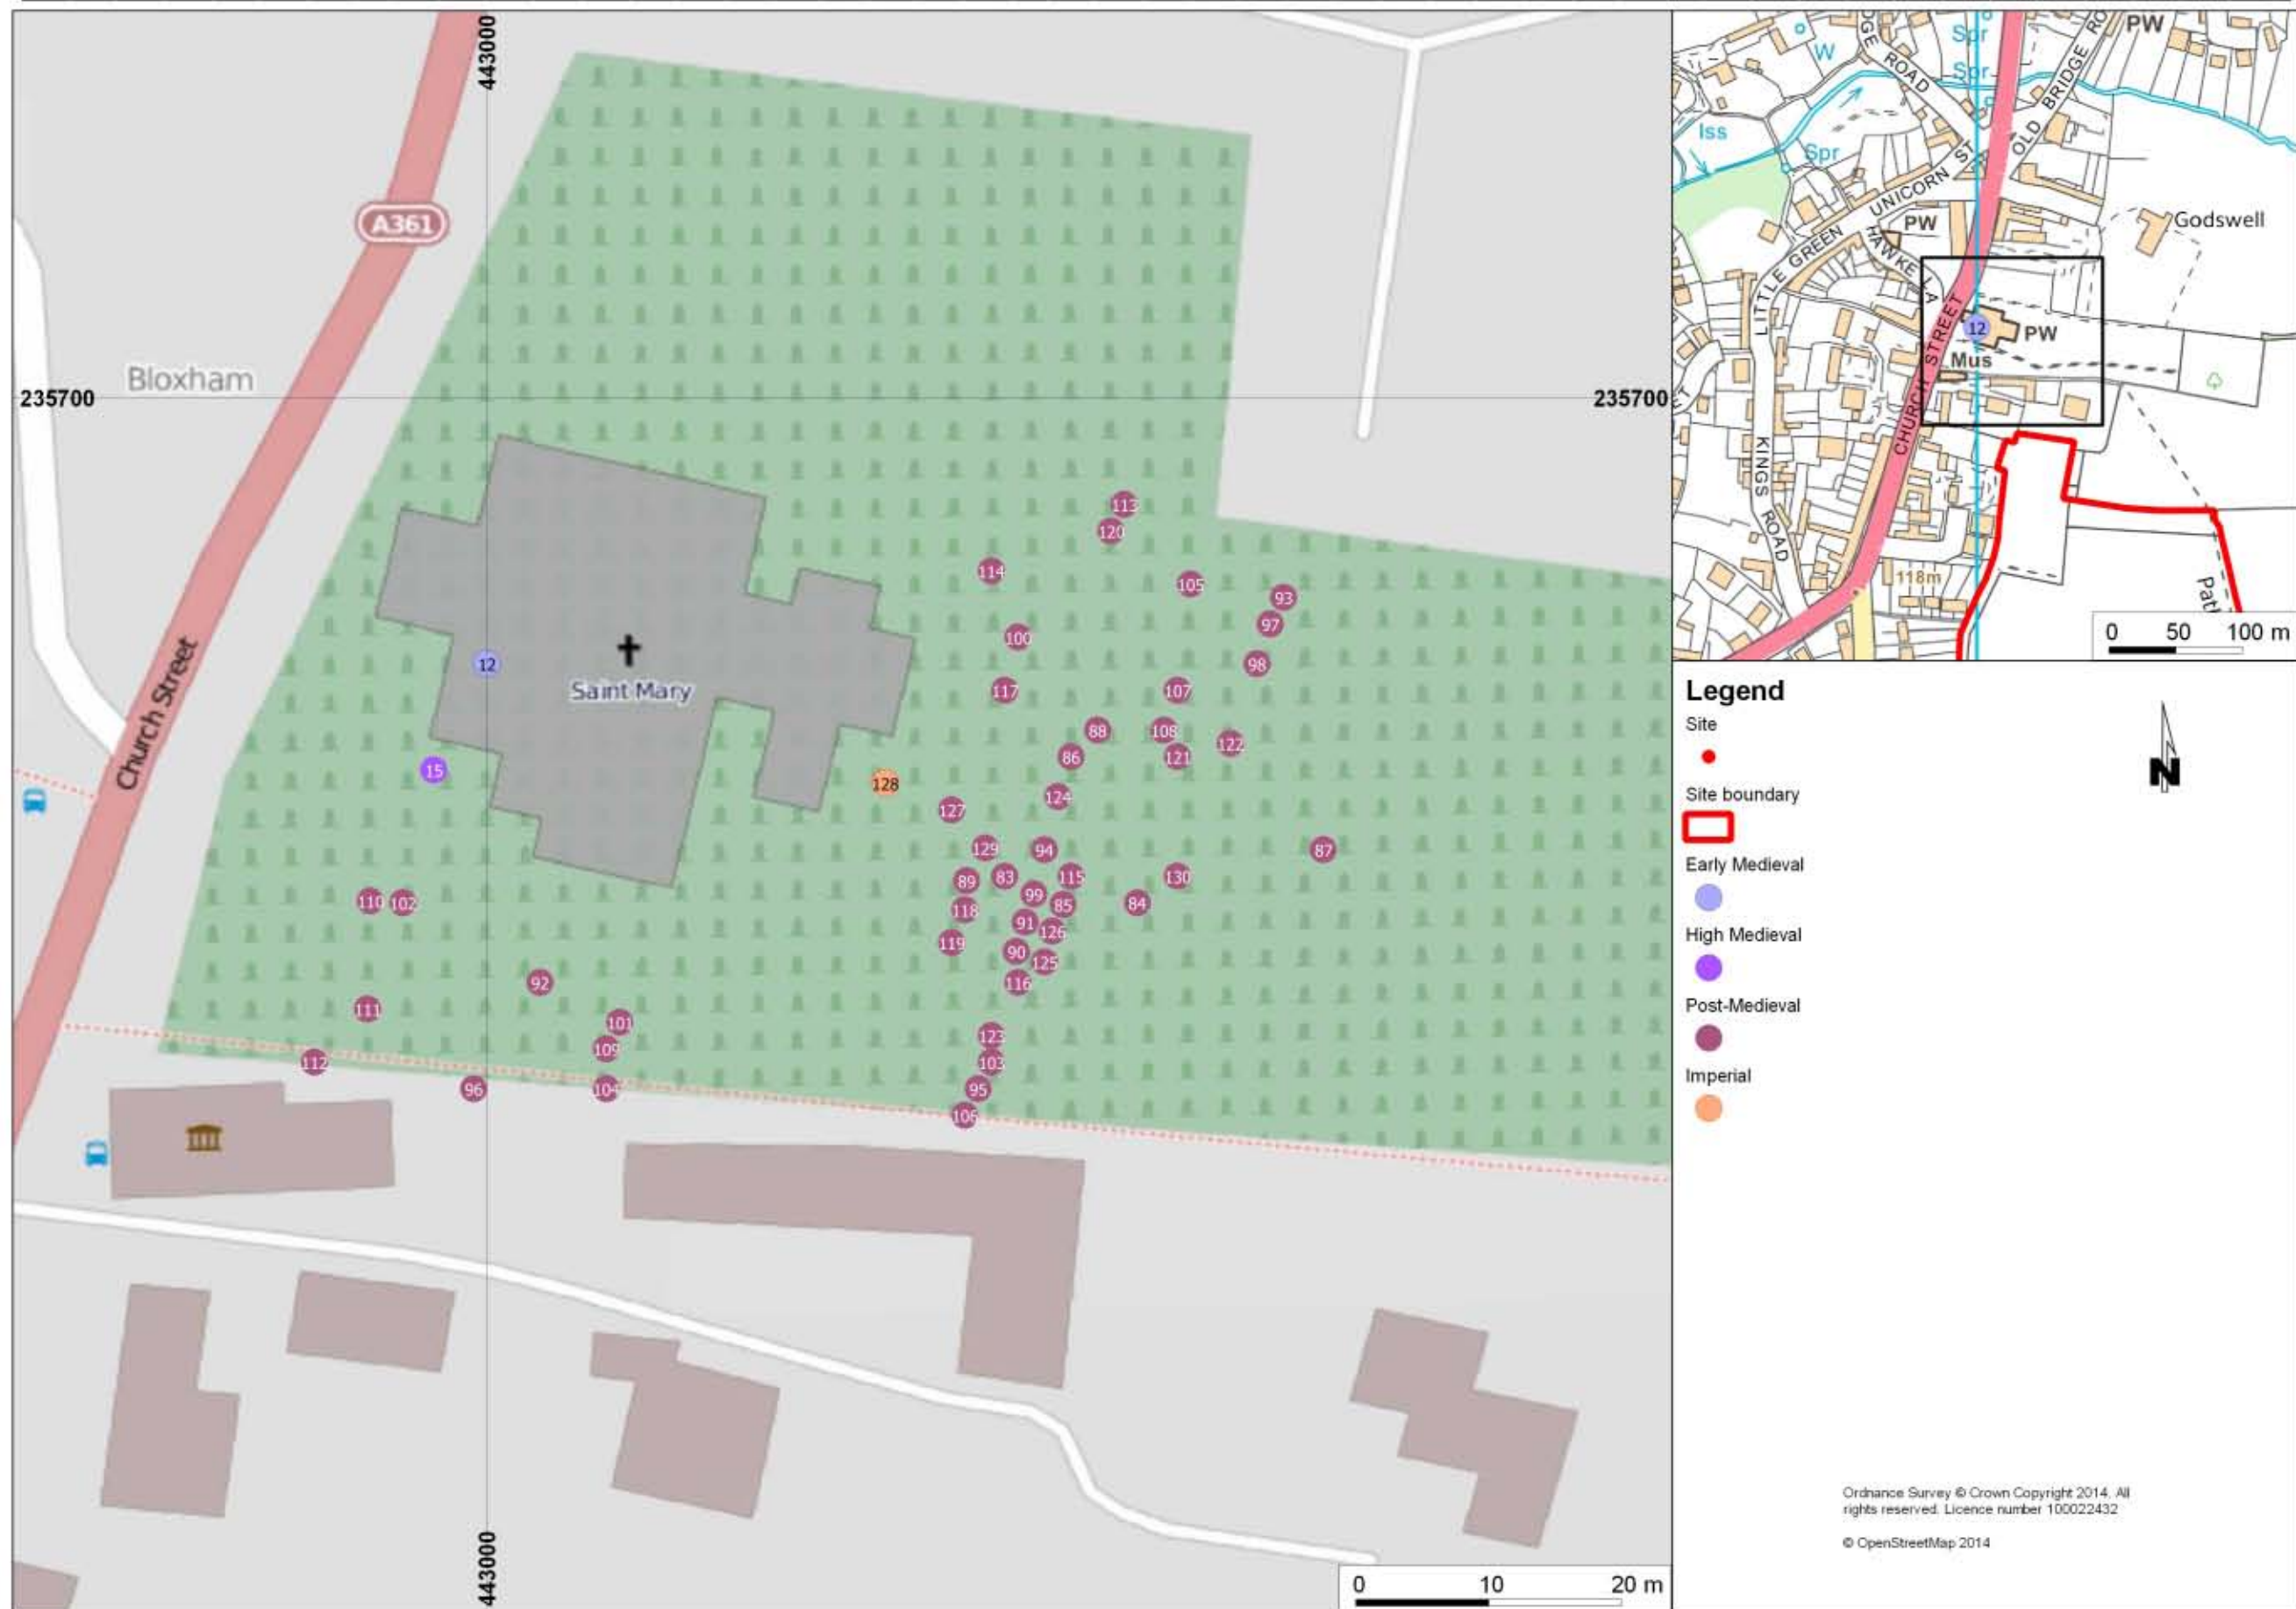 443000
A361
Bloxham
235700
235700
113
120
114
105
93
97
100
98
12
Saint Mary
117
107
88
108
122
86
121
15
128
124
127
Church Street
129
94
87
89
83
115
130
99
110
102
118
85
84
91
126
119
90
125
92
116
111
101
123
109
112
103
96
104
95
106
443000
0 10 20 m
PW
Spr
W
ROAD
Spr
OLD BRIDGE RO
Iss
Spr
UNICORN ST
PW
Godswell
LITTLE GREEN
HAWKE LA
12
PW
Mus
CHURCH STREET
KINGS ROAD
118m
Path
0 50 100 m
Legend
Site
Site boundary
Early Medieval
High Medieval
Post-Medieval
Imperial
N
Ordnance Survey © Crown Copyright 2014. All
rights reserved. Licence number 100022432
© OpenStreetMap 2014